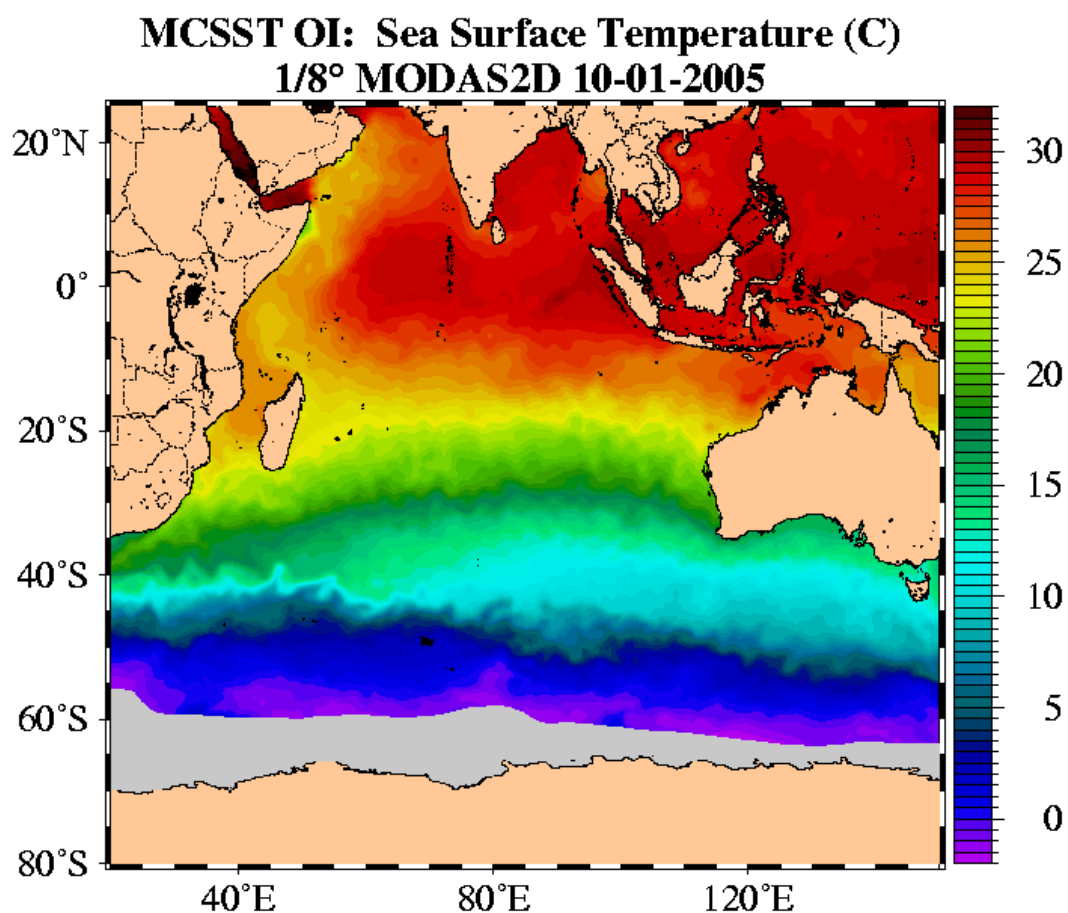 MCSST OI: Sea Surface Temperature (C)
1/8° MODAS2D 10-01-2005
20°N
0°
20°S
40°S
60°S
80°S
40°E
80°E
120°E
30
25
20
15
10
5
0